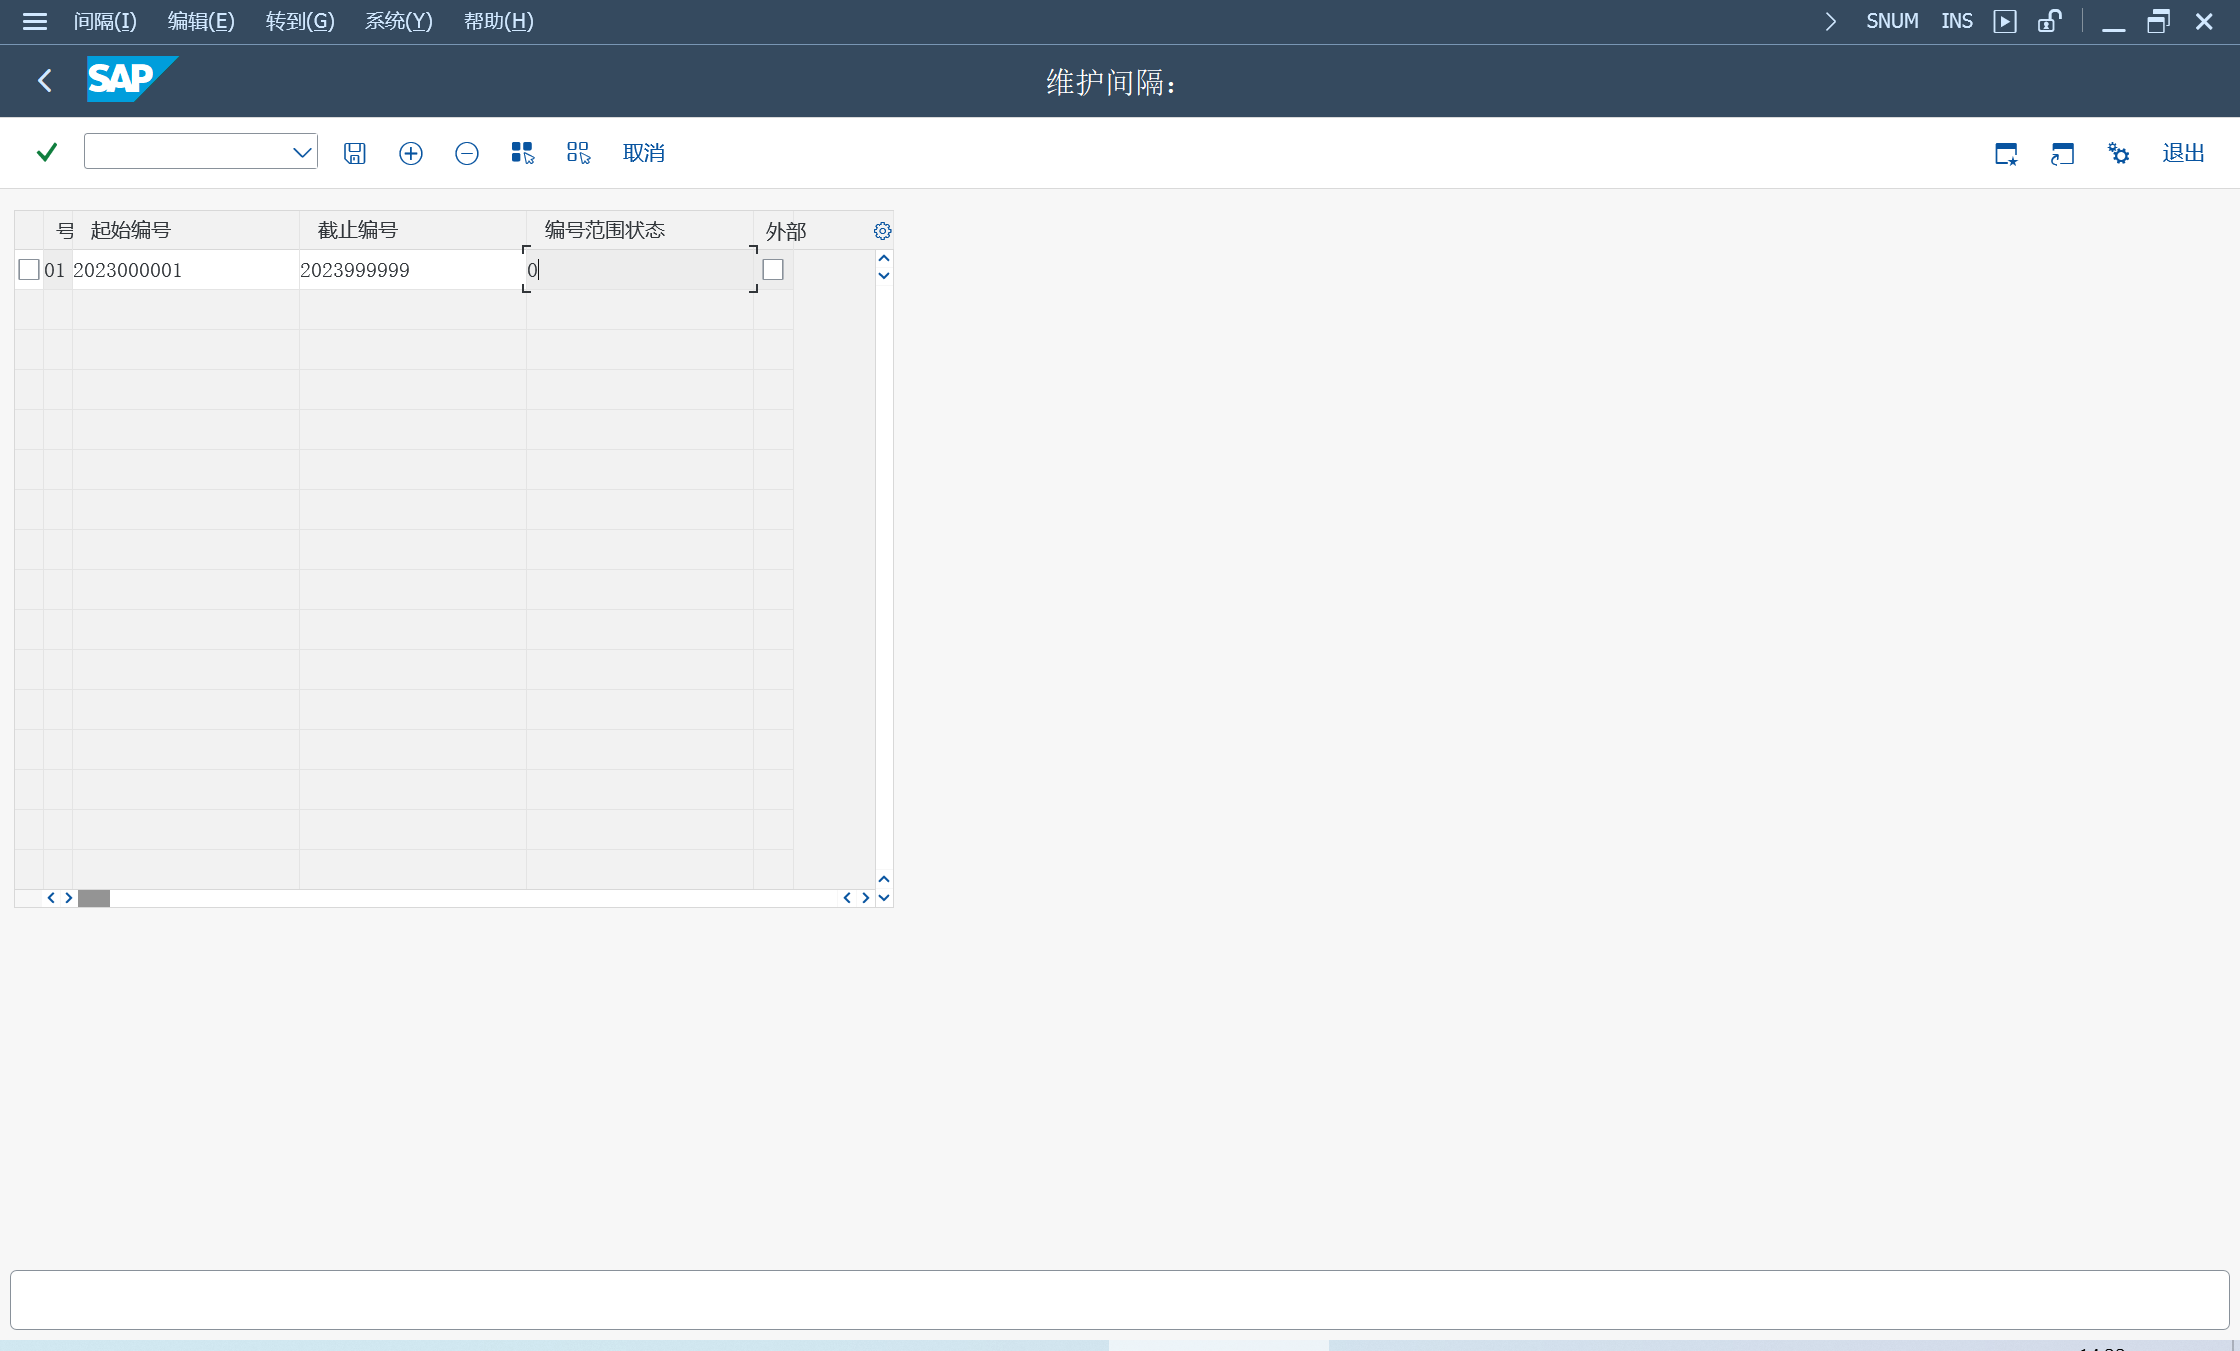 间隔(I) 编辑(E) 转到(G) 系统(Y) 帮助(H) SNUM INS
SAP 维护间隔：
取消 退出
号 起始编号 截止编号 编号范围状态 外部
01 2023000001 2023999999 0